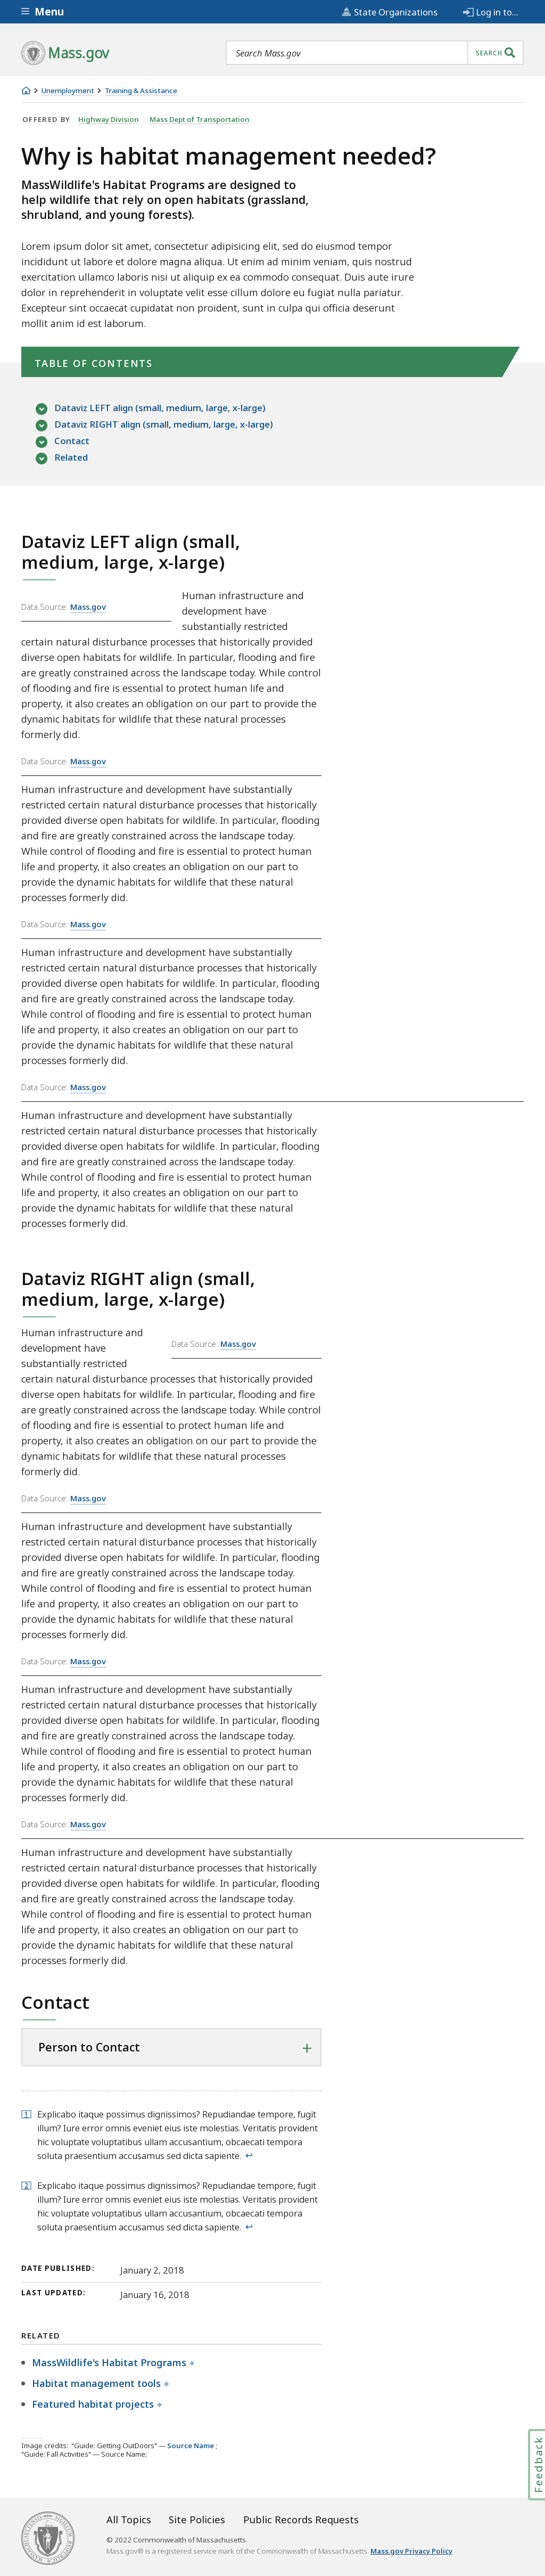 Menu
State Organizations
Log in to...
Mass.gov
Search Mass.gov
SEARCH
Unemployment
Training & Assistance
OFFERED BY Highway Division Mass Dept of Transportation
Why is habitat management needed?
MassWildlife's Habitat Programs are designed to
help wildlife that rely on open habitats (grassland,
shrubland, and young forests).
Lorem ipsum dolor sit amet, consectetur adipisicing elit, sed do eiusmod tempor
incididunt ut labore et dolore magna aliqua. Ut enim ad minim veniam, quis nostrud
exercitation ullamco laboris nisi ut aliquip ex ea commodo consequat. Duis aute irure
dolor in reprehenderit in voluptate velit esse cillum dolore eu fugiat nulla pariatur.
Excepteur sint occaecat cupidatat non proident, sunt in culpa qui officia deserunt
mollit anim id est laborum.
TABLE OF CONTENTS
Dataviz LEFT align (small, medium, large, x-large)
Dataviz RIGHT align (small, medium, large, x-large)
Contact
Related
Dataviz LEFT align (small,
medium, large, x-large)
Data Source: Mass.gov
Human infrastructure and
development have
substantially restricted
certain natural disturbance processes that historically provided
diverse open habitats for wildlife. In particular, flooding and fire
are greatly constrained across the landscape today. While control
of flooding and fire is essential to protect human life and
property, it also creates an obligation on our part to provide the
dynamic habitats for wildlife that these natural processes
formerly did.
Data Source: Mass.gov
Human infrastructure and development have substantially
restricted certain natural disturbance processes that historically
provided diverse open habitats for wildlife. In particular, flooding
and fire are greatly constrained across the landscape today.
While control of flooding and fire is essential to protect human
life and property, it also creates an obligation on our part to
provide the dynamic habitats for wildlife that these natural
processes formerly did.
Data Source: Mass.gov
Human infrastructure and development have substantially
restricted certain natural disturbance processes that historically
provided diverse open habitats for wildlife. In particular, flooding
and fire are greatly constrained across the landscape today.
While control of flooding and fire is essential to protect human
life and property, it also creates an obligation on our part to
provide the dynamic habitats for wildlife that these natural
processes formerly did.
Data Source: Mass.gov
Human infrastructure and development have substantially
restricted certain natural disturbance processes that historically
provided diverse open habitats for wildlife. In particular, flooding
and fire are greatly constrained across the landscape today.
While control of flooding and fire is essential to protect human
life and property, it also creates an obligation on our part to
provide the dynamic habitats for wildlife that these natural
processes formerly did.
Dataviz RIGHT align (small,
medium, large, x-large)
Data Source: Mass.gov
Human infrastructure and
development have
substantially restricted
certain natural disturbance processes that historically provided
diverse open habitats for wildlife. In particular, flooding and fire
are greatly constrained across the landscape today. While control
of flooding and fire is essential to protect human life and
property, it also creates an obligation on our part to provide the
dynamic habitats for wildlife that these natural processes
formerly did.
Data Source: Mass.gov
Human infrastructure and development have substantially
restricted certain natural disturbance processes that historically
provided diverse open habitats for wildlife. In particular, flooding
and fire are greatly constrained across the landscape today.
While control of flooding and fire is essential to protect human
life and property, it also creates an obligation on our part to
provide the dynamic habitats for wildlife that these natural
processes formerly did.
Data Source: Mass.gov
Human infrastructure and development have substantially
restricted certain natural disturbance processes that historically
provided diverse open habitats for wildlife. In particular, flooding
and fire are greatly constrained across the landscape today.
While control of flooding and fire is essential to protect human
life and property, it also creates an obligation on our part to
provide the dynamic habitats for wildlife that these natural
processes formerly did.
Data Source: Mass.gov
Human infrastructure and development have substantially
restricted certain natural disturbance processes that historically
provided diverse open habitats for wildlife. In particular, flooding
and fire are greatly constrained across the landscape today.
While control of flooding and fire is essential to protect human
life and property, it also creates an obligation on our part to
provide the dynamic habitats for wildlife that these natural
processes formerly did.
Contact
Person to Contact
1 Explicabo itaque possimus dignissimos? Repudiandae tempore, fugit
illum? Iure error omnis eveniet eius iste molestias. Veritatis provident
hic voluptate voluptatibus ullam accusantium, obcaecati tempora
soluta praesentium accusamus sed dicta sapiente. ↩
2 Explicabo itaque possimus dignissimos? Repudiandae tempore, fugit
illum? Iure error omnis eveniet eius iste molestias. Veritatis provident
hic voluptate voluptatibus ullam accusantium, obcaecati tempora
soluta praesentium accusamus sed dicta sapiente. ↩
DATE PUBLISHED: January 2, 2018
LAST UPDATED: January 16, 2018
RELATED
MassWildlife's Habitat Programs
Habitat management tools
Featured habitat projects
Image credits: "Guide: Getting OutDoors" — Source Name ;
"Guide: Fall Activities" — Source Name;
Feedback
All Topics Site Policies Public Records Requests
© 2022 Commonwealth of Massachusetts.
Mass.gov® is a registered service mark of the Commonwealth of Massachusetts. Mass.gov Privacy Policy